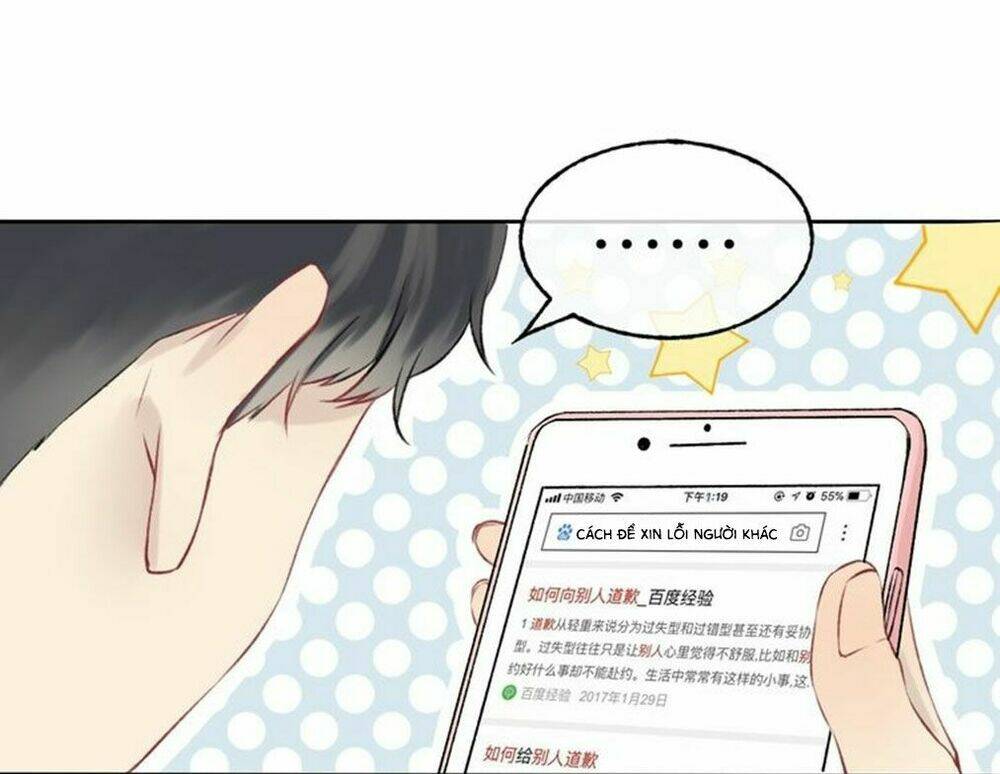 ......
中国移动 下午1:19 55%
CÁCH ĐỂ XIN LỖI NGƯỜI KHÁC
如何向别人道歉_百度经验
1 道歉从轻重来说分为过失型和过错型甚至还有妥协
型。过失型往往只是让别人心里觉得不舒服,比如和别
约好什么事却不能赴约。生活中常常有这样的小事,这.
百度经验 2017年1月29日
如何给别人道歉